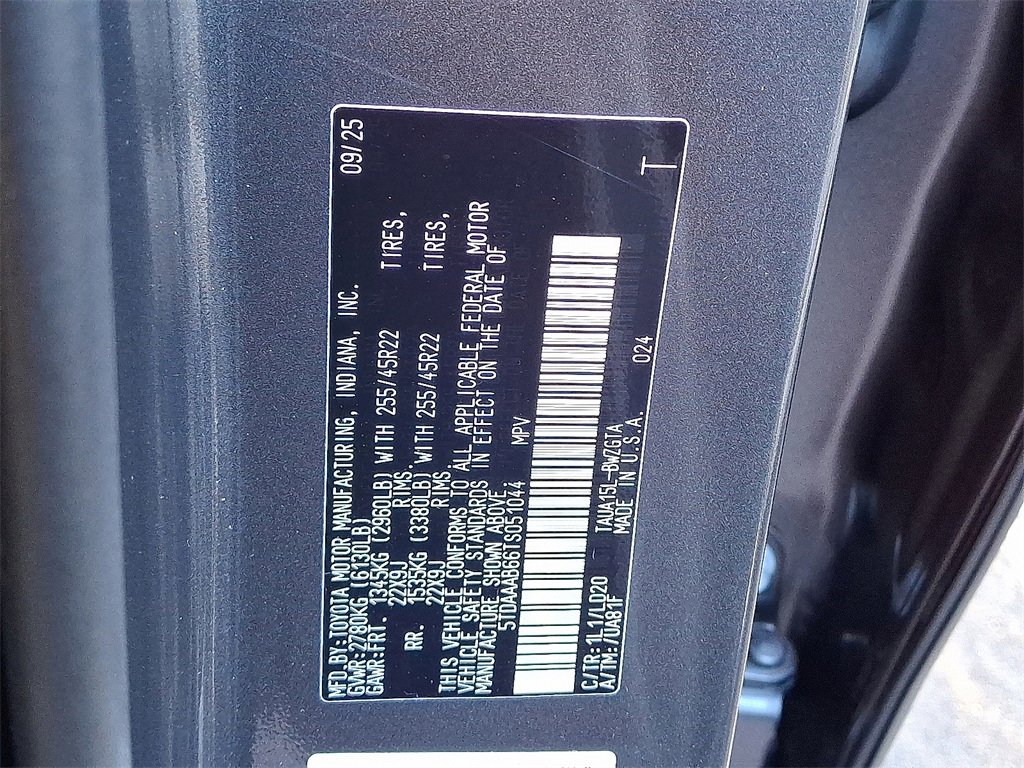 MFD.BY:TOYOTA MOTOR MANUFACTURING, INDIANA, INC. 09/25
GVWR:2780KG (6130LB)
GAWR:FRT. 1345KG (2960LB) WITH 255/45R22 TIRES,
22X9J RIMS,
RR. 1535KG (3380LB) WITH 255/45R22 TIRES,
22X9J RIMS.
THIS VEHICLE CONFORMS TO ALL APPLICABLE FEDERAL MOTOR
VEHICLE SAFETY STANDARDS IN EFFECT ON THE DATE OF
MANUFACTURE SHOWN ABOVE.
5TDAAAB66TS051044 MPV
C/TR:1L1/LD20 TAUA15L-BWZGTA 024
A/TM:/UA81F MADE IN U.S.A. T